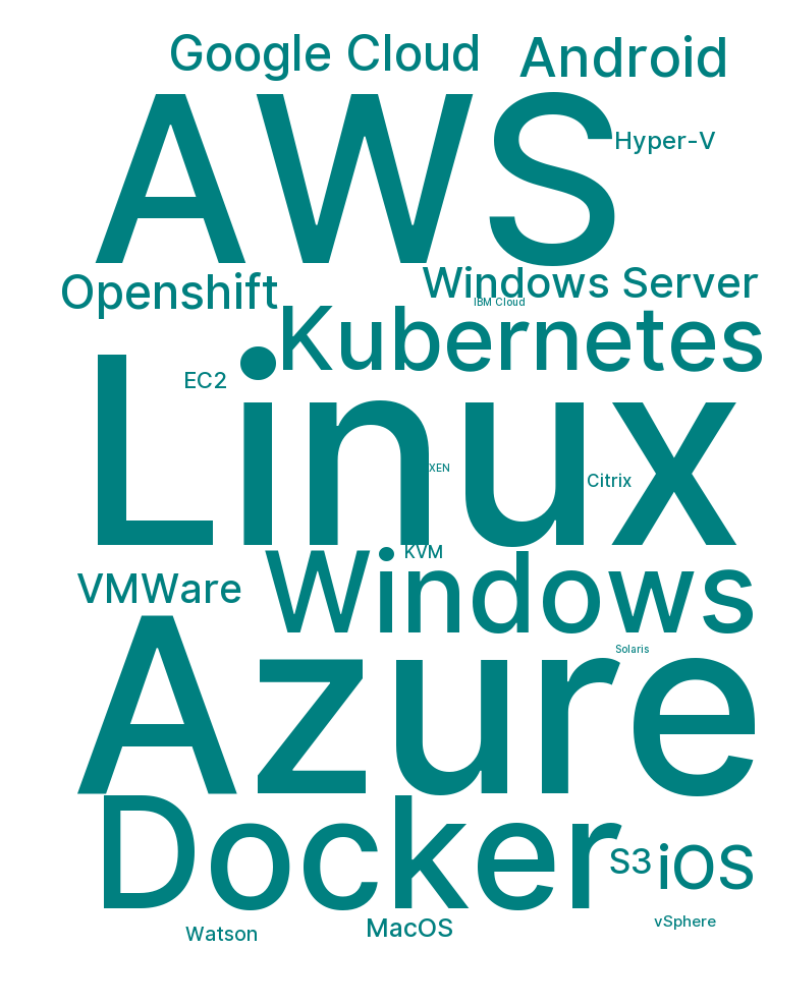 Google Cloud
Android
AWS
Hyper-V
Openshift
Windows Server
IBM Cloud
Kubernetes
EC2
Linux
XEN
Citrix
KVM
Windows
VMWare
Solaris
Azure
Docker
S3
iOS
vSphere
MacOS
Watson